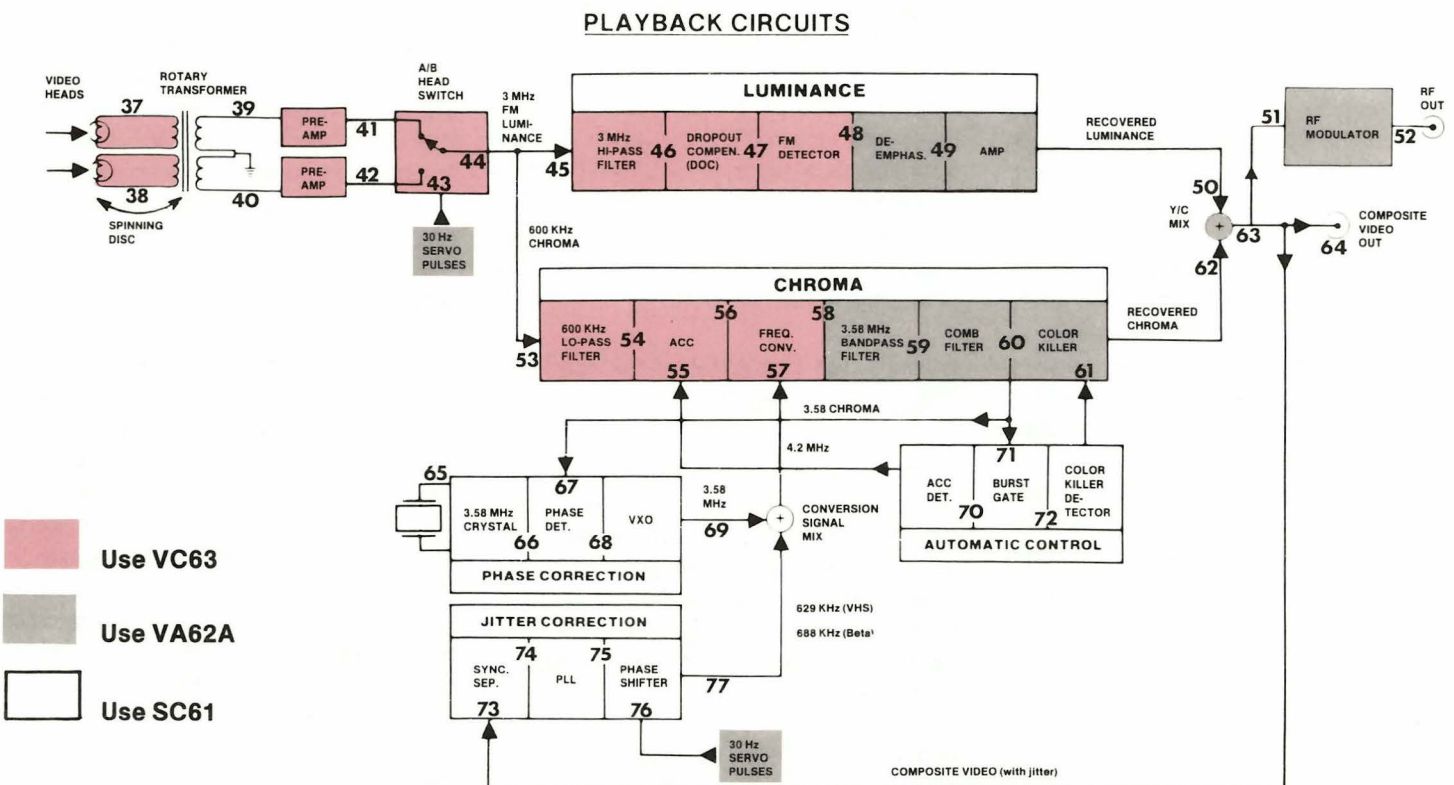 PLAYBACK CIRCUITS
VIDEO
HEADS
37
38
SPINNING
DISC
ROTARY
TRANSFORMER
39
40
PRE-
AMP
41
PRE-
AMP
42
A/B
HEAD
SWITCH
43
44
30 Hz
SERVO
PULSES
3 MHz
FM
LUMI-
NANCE
45
LUMINANCE
3 MHz
HI-PASS
FILTER
46
DROPOUT
COMPEN.
(DOC)
47
FM
DETECTOR
48
DE-
EMPHAS.
49
AMP
RECOVERED
LUMINANCE
50
Y/C
MIX
62
63
51
RF
MODULATOR
52
RF
OUT
64
COMPOSITE
VIDEO
OUT
600 KHz
CHROMA
53
CHROMA
600 KHz
LO-PASS
FILTER
54
ACC
55
56
FREQ.
CONV.
57
58
3.58 MHz
BANDPASS
FILTER
59
COMB
FILTER
60
COLOR
KILLER
61
RECOVERED
CHROMA
3.58 CHROMA
4.2 MHz
65
3.58 MHz
CRYSTAL
66
67
PHASE
DET.
68
VXO
PHASE CORRECTION
3.58
MHz
69
CONVERSION
SIGNAL
MIX
ACC
DET.
70
71
BURST
GATE
72
COLOR
KILLER
DE-
TECTOR
AUTOMATIC CONTROL
629 KHz (VHS)
688 KHz (Beta)
JITTER CORRECTION
SYNC.
SEP.
73
74
PLL
75
PHASE
SHIFTER
76
77
30 Hz
SERVO
PULSES
COMPOSITE VIDEO (with jitter)
Use VC63
Use VA62A
Use SC61